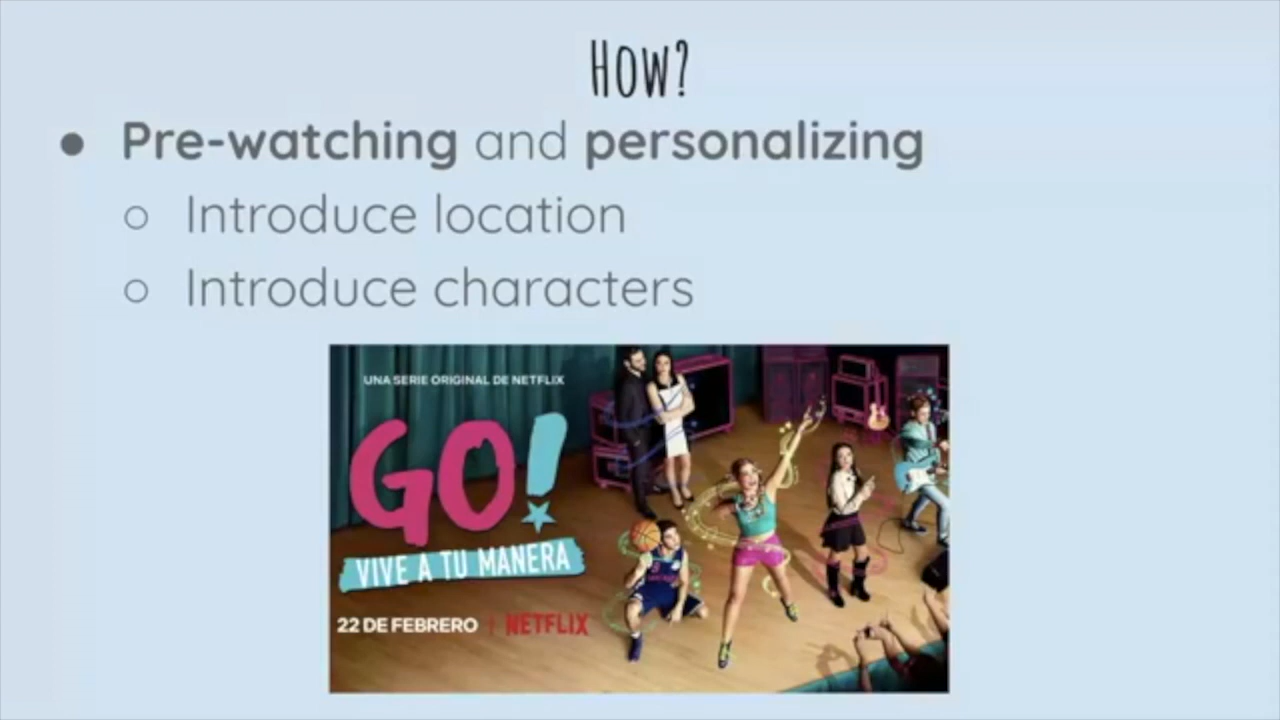 How?
● Pre-watching and personalizing
○ Introduce location
○ Introduce characters
UNA SERIE ORIGINAL DE NETFLIX
GO!
VIVE A TU MANERA
22 DE FEBRERO | NETFLIX